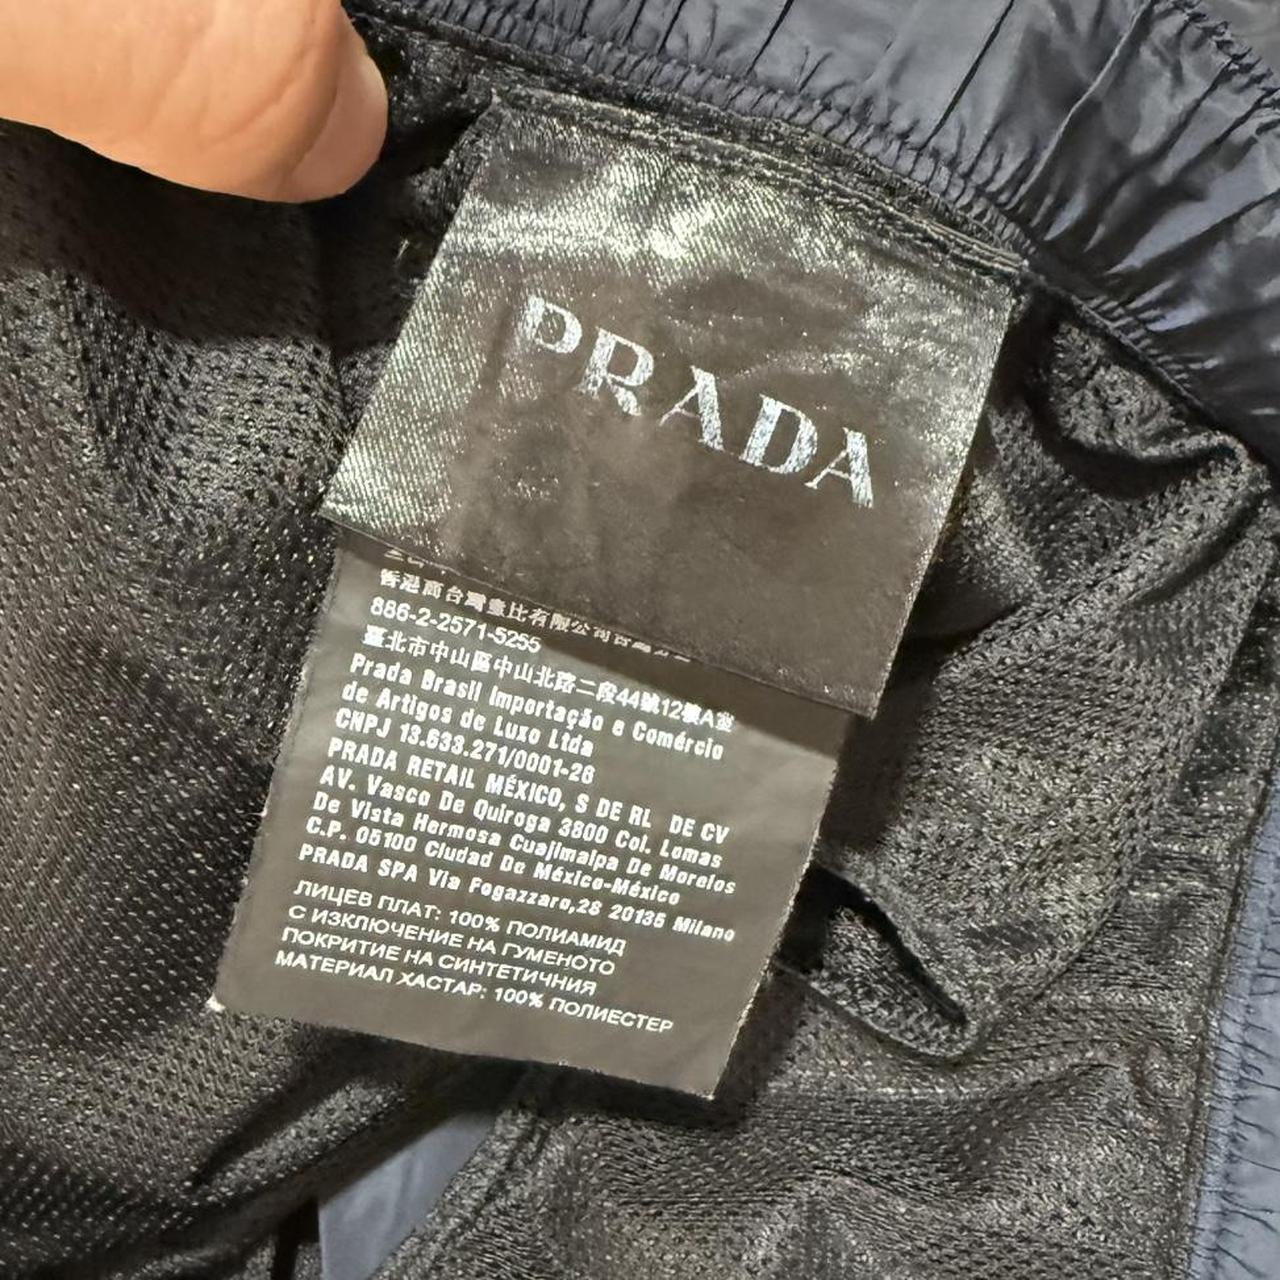 PRADA
香港商台灣普比有限公司台灣分公司
886-2-2571-5255
臺北市中山區中山北路二段44號12樓A室
Prada Brasil Importação e Comércio
de Artigos de Luxo Ltda
CNPJ 13.633.271/0001-26
PRADA RETAIL MÉXICO, S DE RL DE CV
AV. Vasco De Quiroga 3800 Col. Lomas
De Vista Hermosa Cuajimalpa De Morelos
C.P. 05100 Ciudad De México-México
PRADA SPA Via Fogazzaro,28 20135 Milano
ЛИЦЕВ ПЛАТ: 100% ПОЛИАМИД
С ИЗКЛЮЧЕНИЕ НА ГУМЕНОТО
ПОКРИТИЕ НА СИНТЕТИЧНИЯ
МАТЕРИАЛ ХАСТАР: 100% ПОЛИЕСТЕР